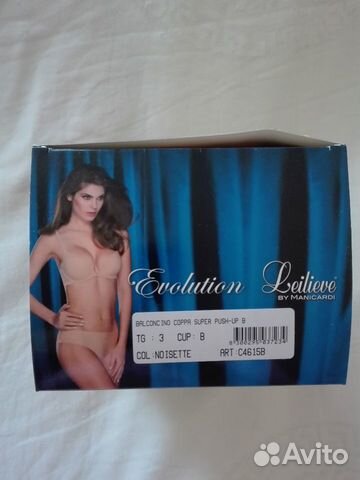 Evolution Leilieve
BY MANICARDI
BALCONCINO COPPA SUPER PUSH-UP B
TG : 3 CUP: B
COL:NOISETTE ART:C4615B
Avito